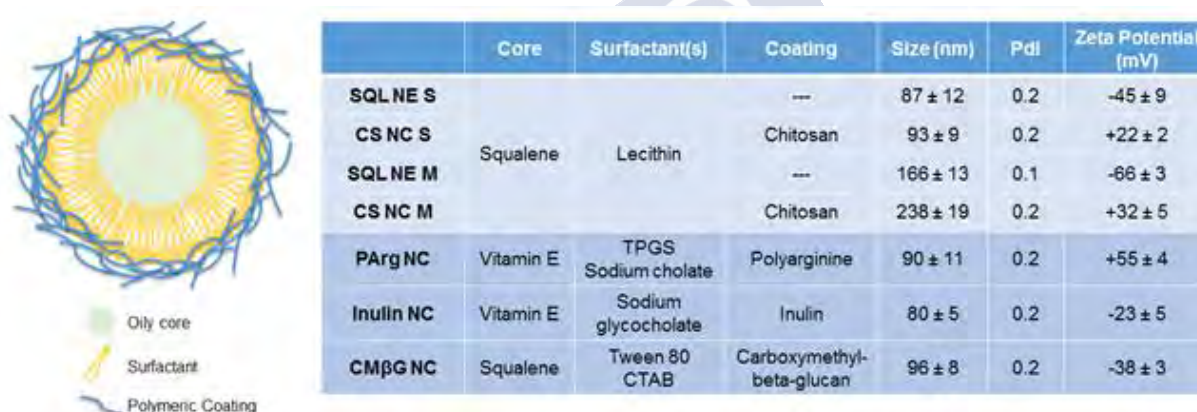 Core Surfactant(s) Coating Size (nm) PdI Zeta Potential (mV)
SQL NE S Squalene Lecithin --- 87 ± 12 0.2 -45 ± 9
CS NC S Chitosan 93 ± 9 0.2 +22 ± 2
SQL NE M --- 166 ± 13 0.1 -66 ± 3
CS NC M Chitosan 238 ± 19 0.2 +32 ± 5
PArg NC Vitamin E TPGS Sodium cholate Polyarginine 90 ± 11 0.2 +55 ± 4
Inulin NC Vitamin E Sodium glycocholate Inulin 80 ± 5 0.2 -23 ± 5
CMβG NC Squalene Tween 80 CTAB Carboxymethyl-beta-glucan 96 ± 8 0.2 -38 ± 3
Oily core
Surfactant
Polymeric Coating